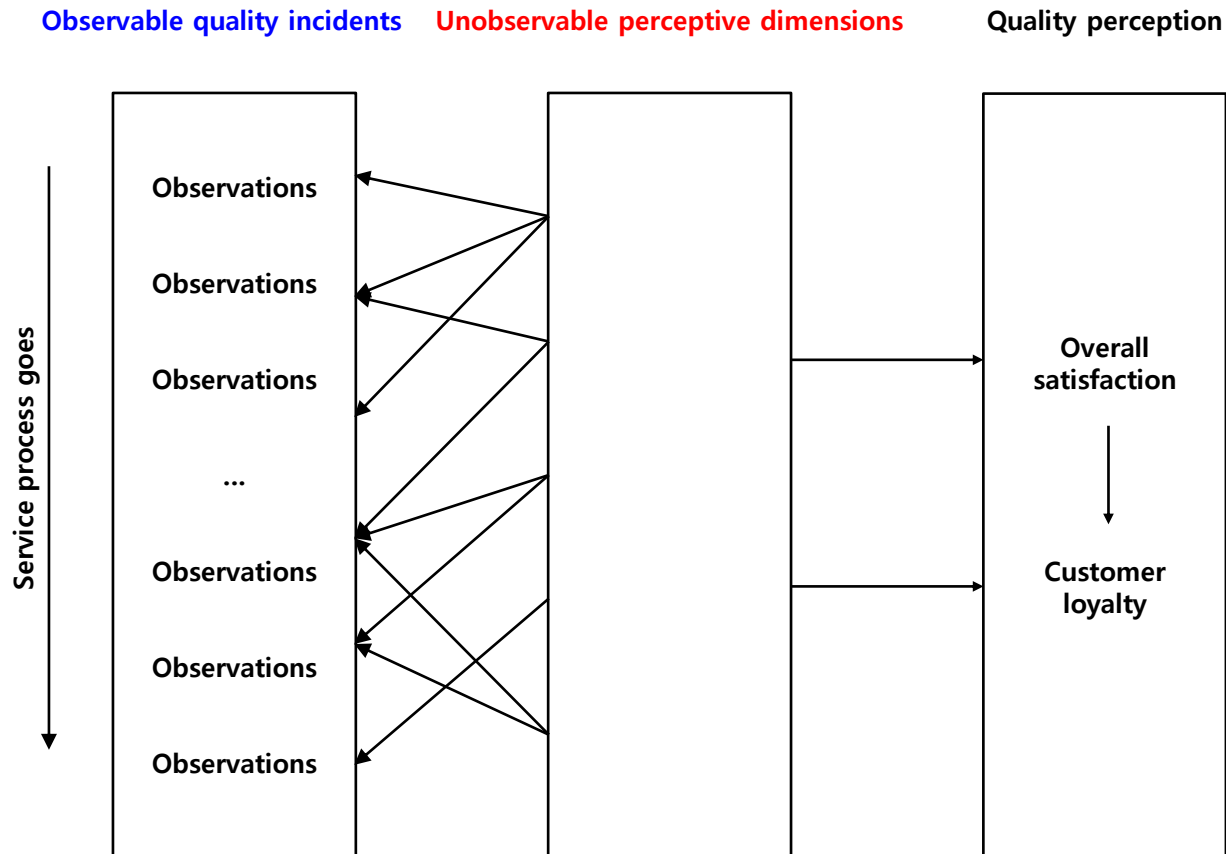 Observable quality incidents
Unobservable perceptive dimensions
Quality perception
Service process goes
Observations
Observations
Observations
...
Observations
Observations
Observations
Overall
satisfaction
Customer
loyalty